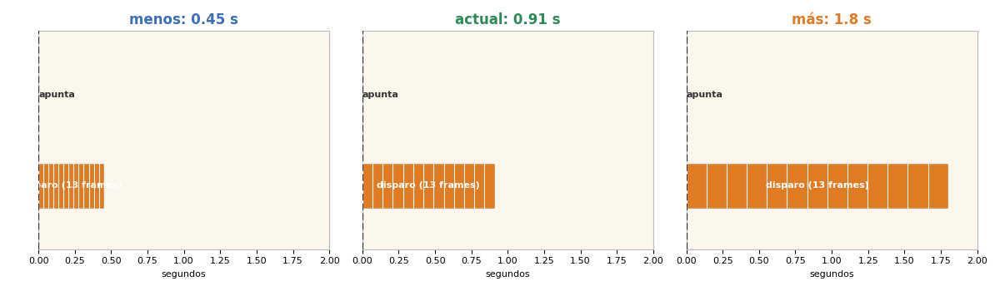 menos: 0.45 s
apunta
disparo (13 frames)
0.00 0.25 0.50 0.75 1.00 1.25 1.50 1.75 2.00
segundos
actual: 0.91 s
apunta
disparo (13 frames)
0.00 0.25 0.50 0.75 1.00 1.25 1.50 1.75 2.00
segundos
más: 1.8 s
apunta
disparo (13 frames)
0.00 0.25 0.50 0.75 1.00 1.25 1.50 1.75 2.00
segundos